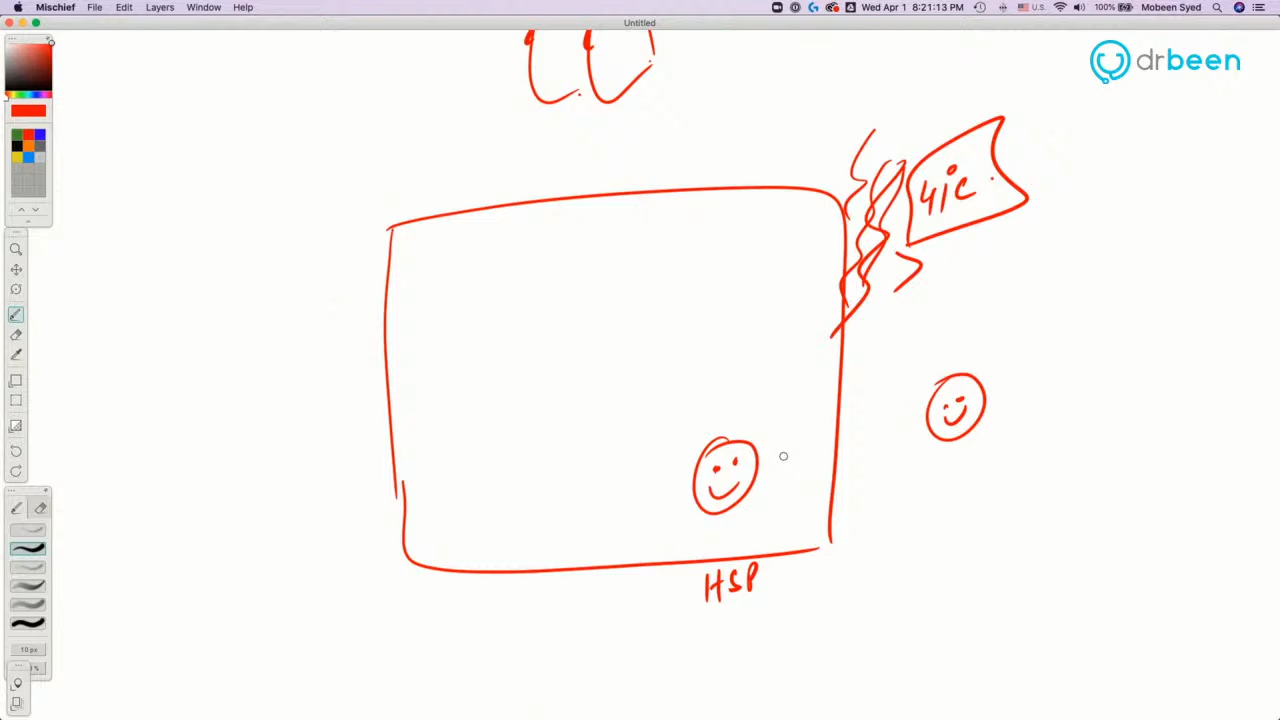 Mischief File Edit Layers Window Help
U.S. 100% Wed Apr 1 8:21:13 PM Mobeen Syed
Untitled
drbeen
41°C
HSP
10 px
%